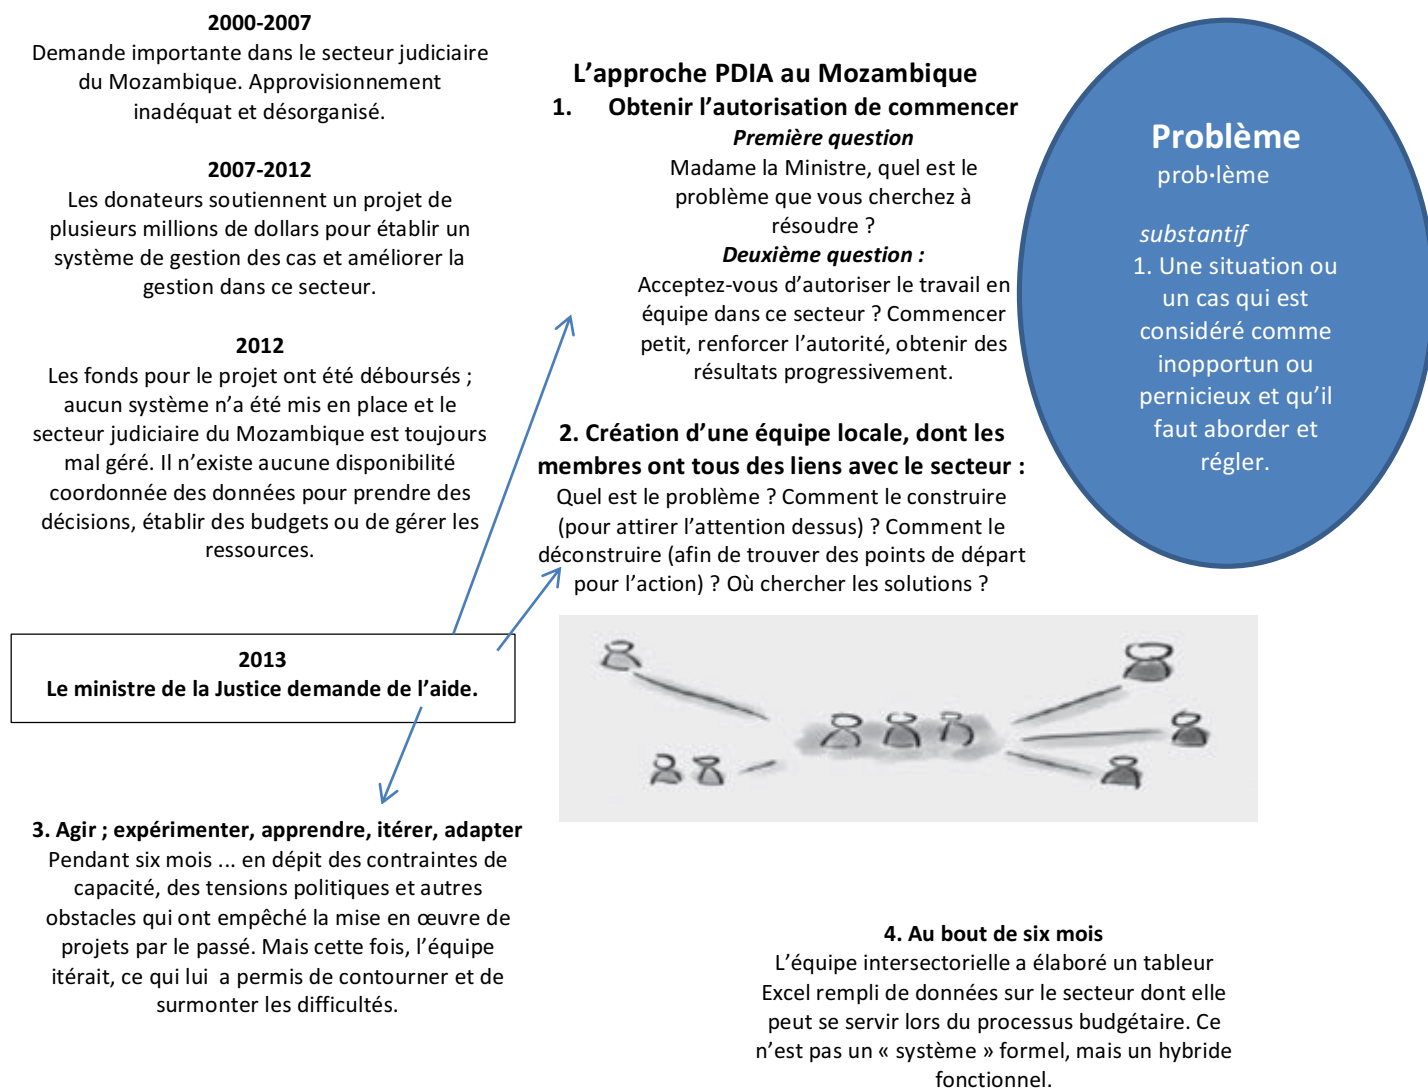 2000-2007
Demande importante dans le secteur judiciaire
du Mozambique. Approvisionnement
inadéquat et désorganisé.
2007-2012
Les donateurs soutiennent un projet de
plusieurs millions de dollars pour établir un
système de gestion des cas et améliorer la
gestion dans ce secteur.
2012
Les fonds pour le projet ont été déboursés ;
aucun système n’a été mis en place et le
secteur judiciaire du Mozambique est toujours
mal géré. Il n’existe aucune disponibilité
coordonnée des données pour prendre des
décisions, établir des budgets ou de gérer les
ressources.
2013
Le ministre de la Justice demande de l’aide.
L’approche PDIA au Mozambique
1. Obtenir l’autorisation de commencer
Première question
Madame la Ministre, quel est le
problème que vous cherchez à
résoudre ?
Deuxième question :
Acceptez-vous d’autoriser le travail en
équipe dans ce secteur ? Commencer
petit, renforcer l’autorité, obtenir des
résultats progressivement.
2. Création d’une équipe locale, dont les
membres ont tous des liens avec le secteur :
Quel est le problème ? Comment le construire
(pour attirer l’attention dessus) ? Comment le
déconstruire (afin de trouver des points de départ
pour l’action) ? Où chercher les solutions ?
Problème
prob·lème
substantif
1. Une situation ou
un cas qui est
considéré comme
inopportun ou
pernicieux et qu’il
faut aborder et
régler.
3. Agir ; expérimenter, apprendre, itérer, adapter
Pendant six mois ... en dépit des contraintes de
capacité, des tensions politiques et autres
obstacles qui ont empêché la mise en œuvre de
projets par le passé. Mais cette fois, l’équipe
itérait, ce qui lui a permis de contourner et de
surmonter les difficultés.
4. Au bout de six mois
L’équipe intersectorielle a élaboré un tableur
Excel rempli de données sur le secteur dont elle
peut se servir lors du processus budgétaire. Ce
n’est pas un « système » formel, mais un hybride
fonctionnel.